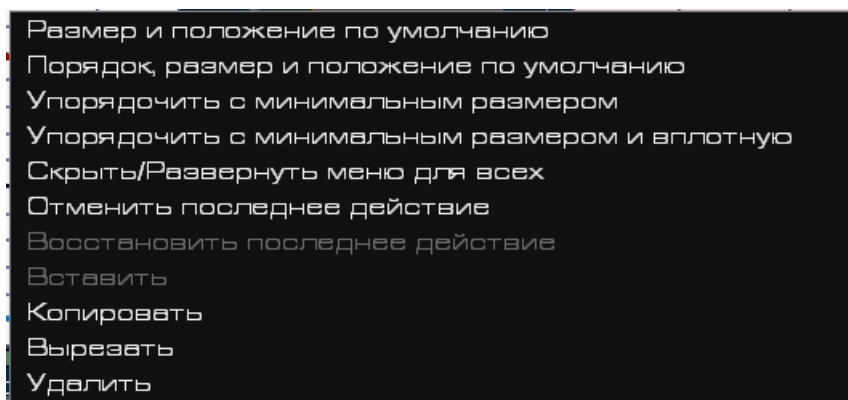 Размер и положение по умолчанию
Порядок, размер и положение по умолчанию
Упорядочить с минимальным размером
Упорядочить с минимальным размером и вплотную
Скрыть/Развернуть меню для всех
Отменить последнее действие
Восстановить последнее действие
Вставить
Копировать
Вырезать
Удалить